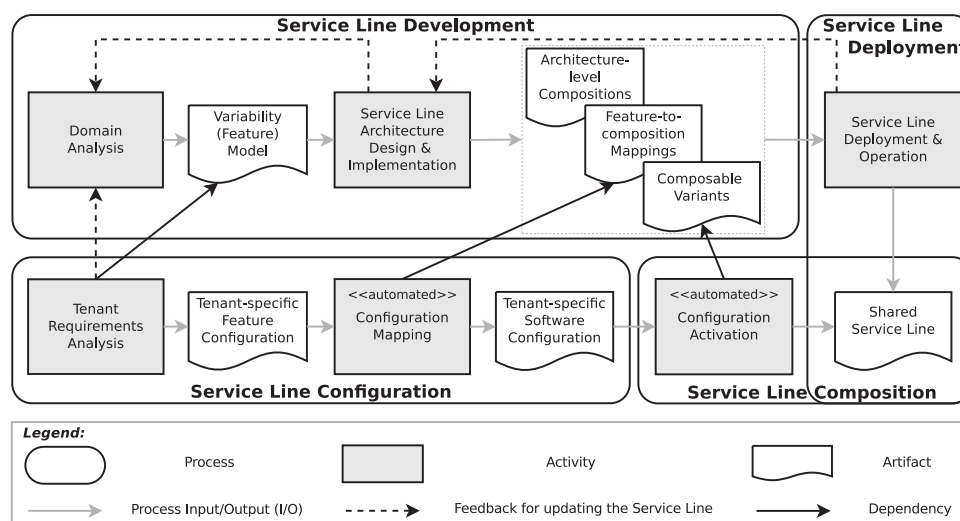 Service Line Development
Service Line
Deployment
Domain
Analysis
Variability
(Feature)
Model
Service Line
Architecture
Design &
Implementation
Architecture-
level
Compositions
Feature-to-
composition
Mappings
Composable
Variants
Service Line
Deployment &
Operation
Tenant
Requirements
Analysis
Tenant-specific
Feature
Configuration
<<automated>>
Configuration
Mapping
Tenant-specific
Software
Configuration
<<automated>>
Configuration
Activation
Shared
Service Line
Service Line Configuration
Service Line Composition
Legend:
Process
Activity
Artifact
Process Input/Output (I/O)
Feedback for updating the Service Line
Dependency